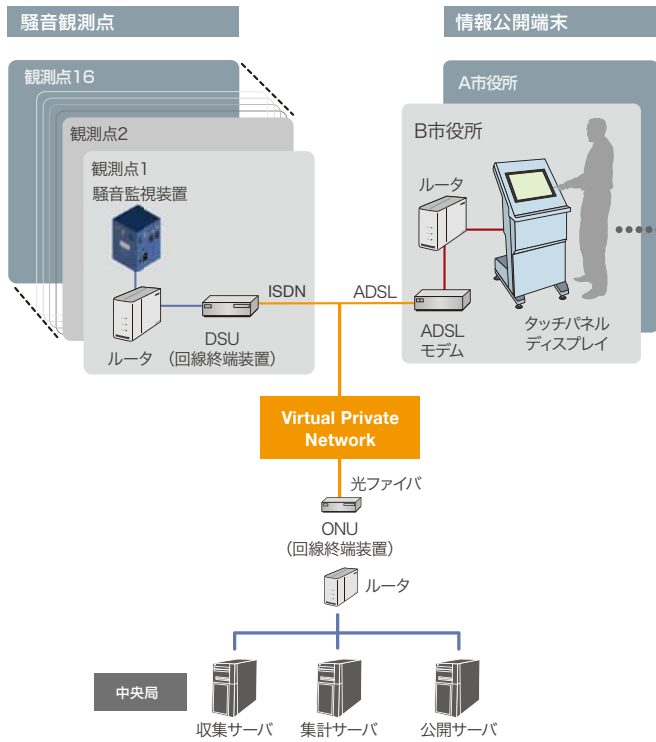 騒音観測点
情報公開端末
観測点16
観測点2
観測点1
騒音監視装置
ルータ
DSU
(回線終端装置)
ISDN
ADSL
A市役所
B市役所
ルータ
ADSL
モデム
タッチパネル
ディスプレイ
Virtual Private
Network
光ファイバ
ONU
(回線終端装置)
ルータ
中央局
収集サーバ
集計サーバ
公開サーバ